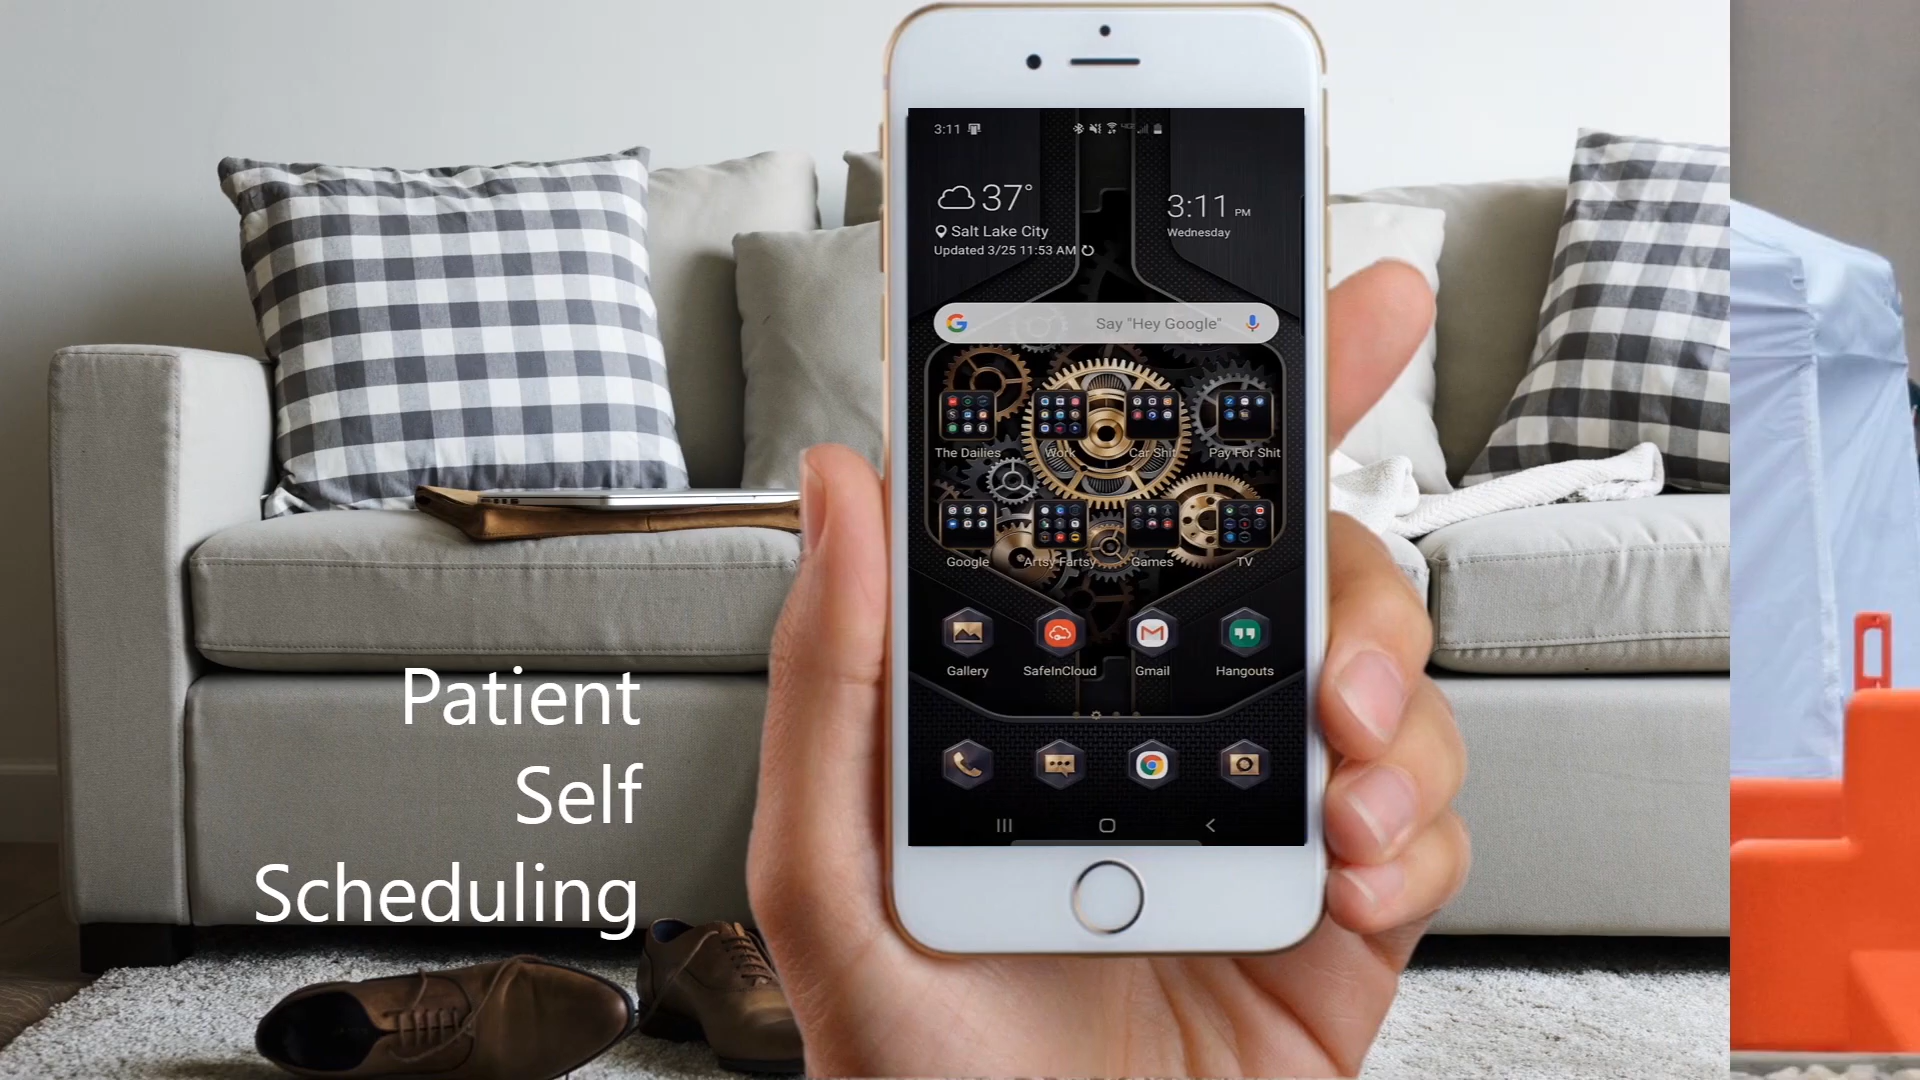 3:11
37°
Salt Lake City
Updated 3/25 11:53 AM
3:11 PM
Wednesday
Say "Hey Google"
The Dailies
Work
Car Shit
Pay For Shit
Google
Artsy Fartsy
Games
TV
Gallery
SafeInCloud
Gmail
Hangouts
Patient
Self
Scheduling